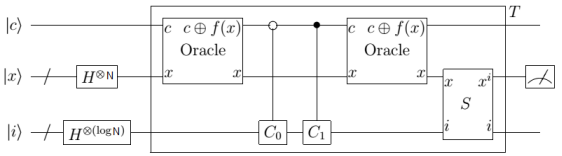 T
|c⟩ c c ⊕ f(x) c c ⊕ f(x)
Oracle Oracle
|x⟩ H^{⊗N} x x x x x x^i
S
|i⟩ H^{⊗(log N)} C_0 C_1 i i